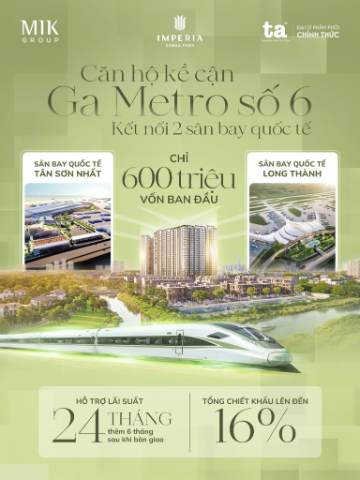 MIK
GROUP
IMPERIA
ta
ĐẠI LÝ PHÂN PHỐI
CHÍNH THỨC
Căn hộ kề cận
Ga Metro số 6
Kết nối 2 sân bay quốc tế
SÂN BAY QUỐC TẾ
TÂN SƠN NHẤT
CHỈ
600 triệu
VỐN BAN ĐẦU
SÂN BAY QUỐC TẾ
LONG THÀNH
HỖ TRỢ LÃI SUẤT
24 THÁNG
thêm 6 tháng
sau khi bàn giao
TỔNG CHIẾT KHẤU LÊN ĐẾN
16%